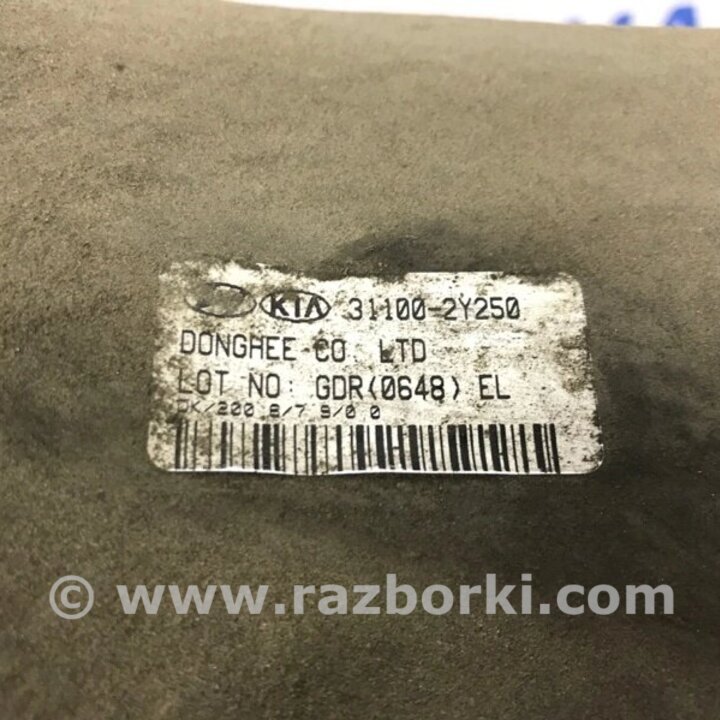 KIA 31100-2Y250
DONGHEE CO. LTD
LOT NO: GDR(0648) EL
© www.razborki.com